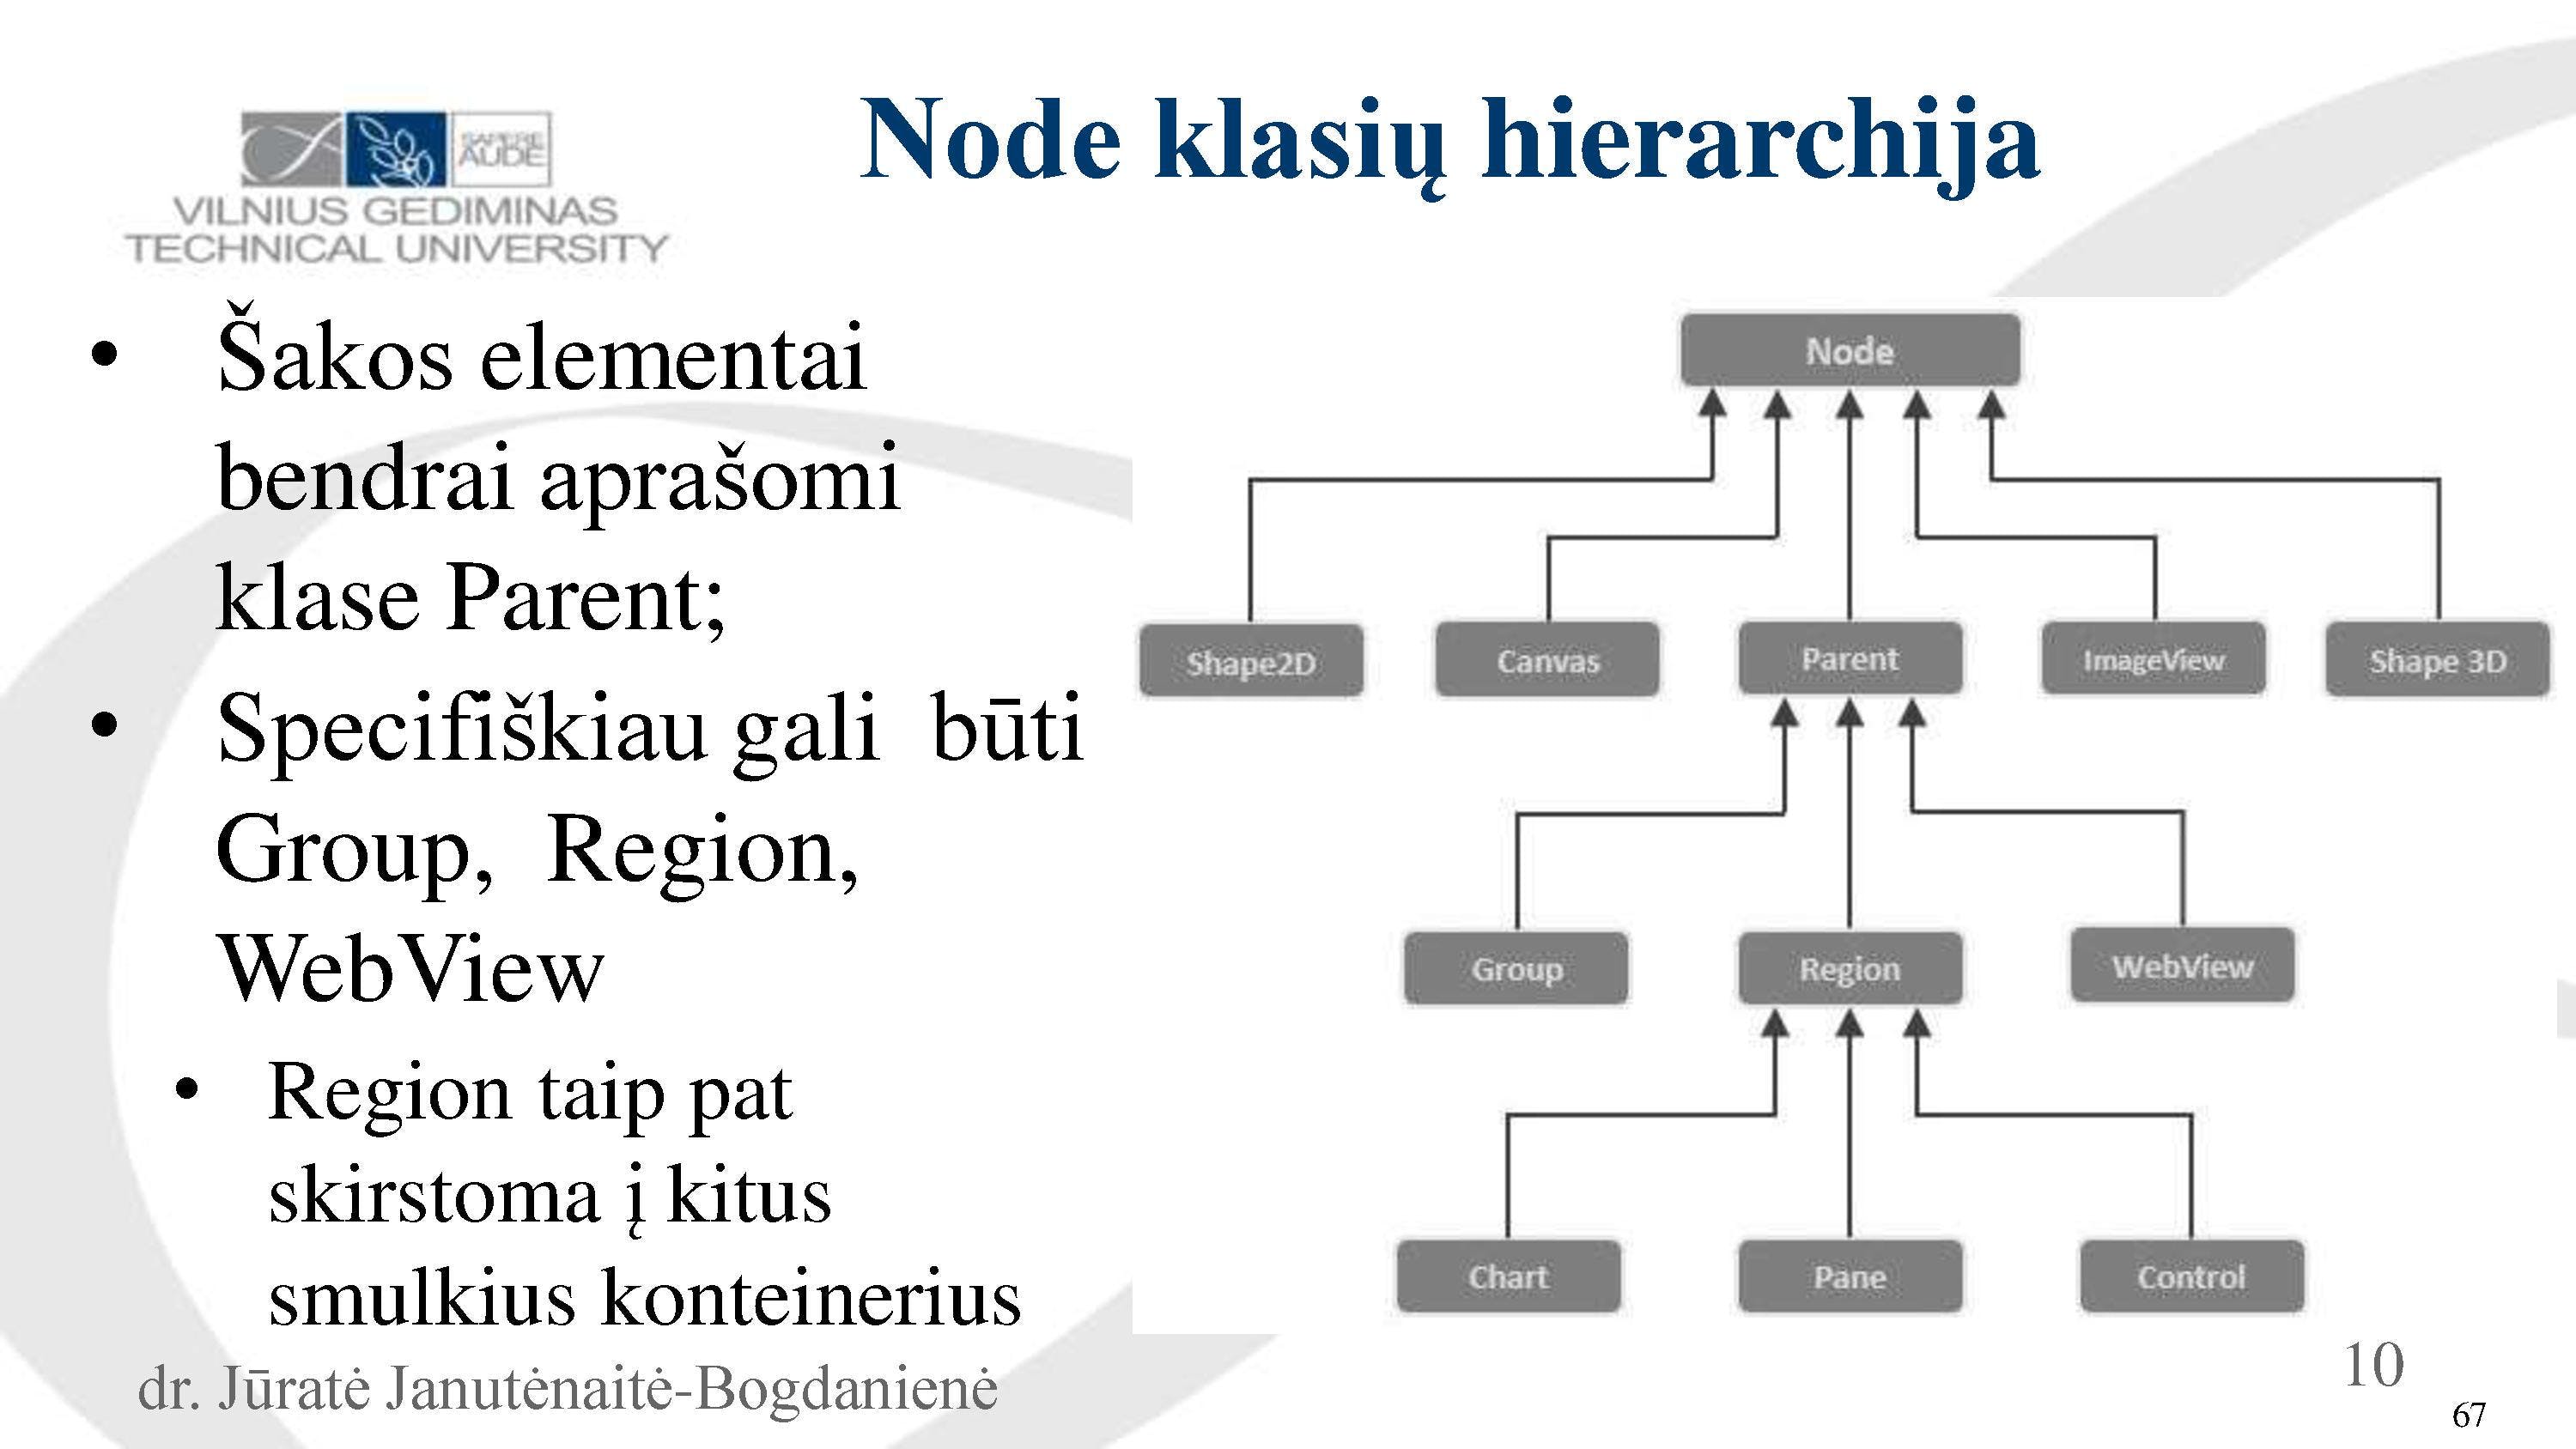 SAPERE
AUDE
VILNIUS GEDIMINAS
TECHNICAL UNIVERSITY
Node klasių hierarchija
• Šakos elementai
bendrai aprašomi
klase Parent;
• Specifiškiau gali būti
Group, Region,
WebView
• Region taip pat
skirstoma į kitus
smulkius konteinerius
Node
Shape2D Canvas Parent ImageView Shape 3D
Group Region WebView
Chart Pane Control
dr. Jūratė Janutėnaitė-Bogdanienė
10
67